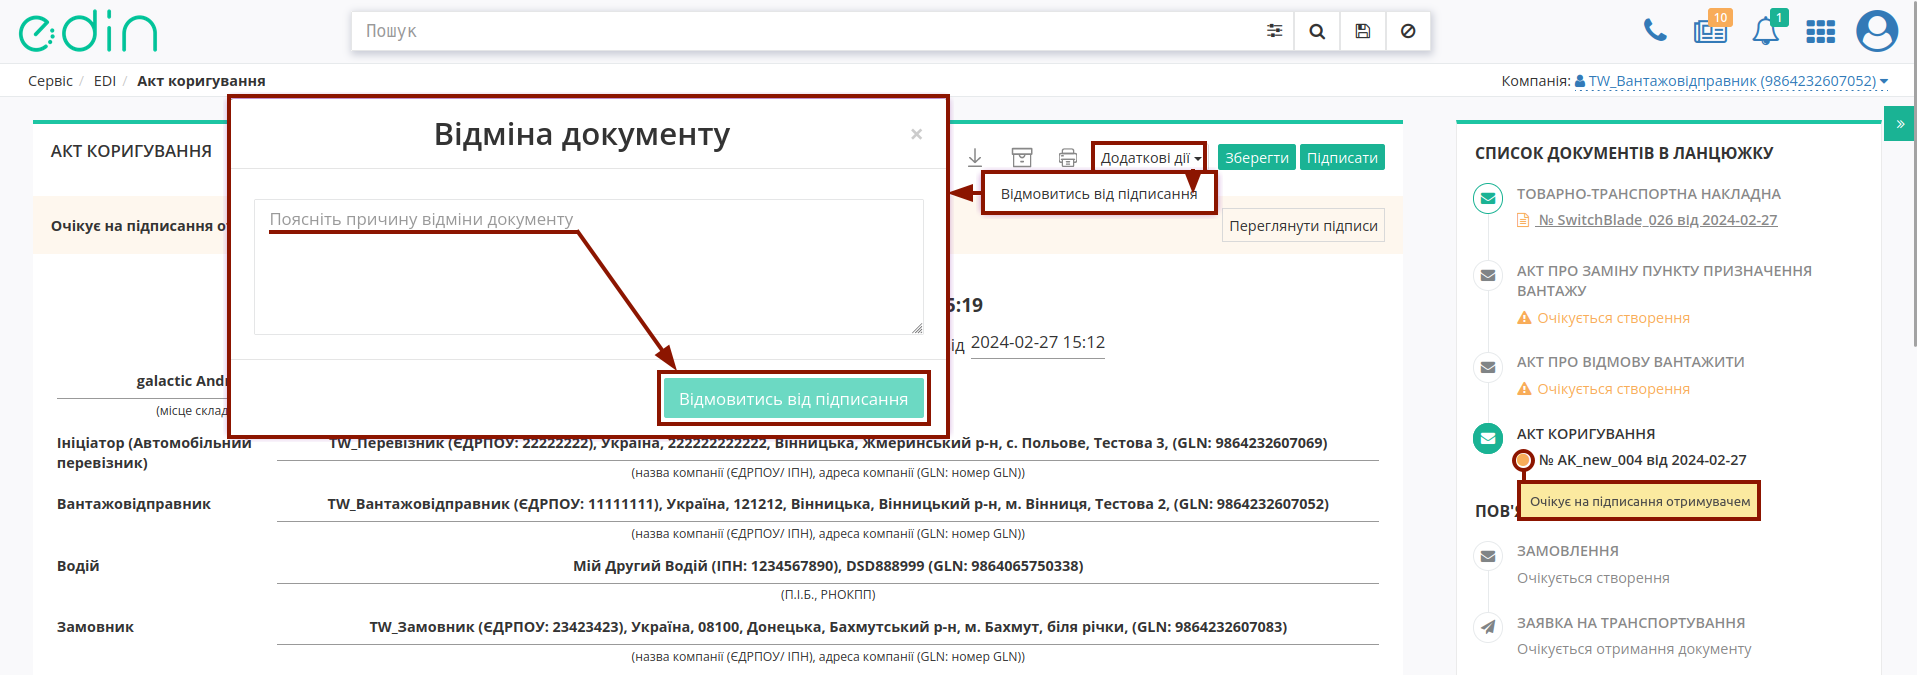 edin
Пошук
10
1
Сервіс / EDI / Акт коригування
Компанія: TW_Вантажовідправник (9864232607052)
АКТ КОРИГУВАННЯ
Додаткові дії
Зберегти
Підписати
Відмовитись від підписання
Очікує на підписання о
Переглянути підписи
Відміна документу
×
Поясніть причину відміни документу
Відмовитись від підписання
5:19
ід 2024-02-27 15:12
galactic And
(місце склад
Ініціатор (Автомобільний
перевізник)
TW_Перевізник (ЄДРПОУ: 22222222), Україна, 222222222222, Вінницька, Жмеринський р-н, с. Польове, Тестова 3, (GLN: 9864232607069)
(назва компанії (ЄДРПОУ/ ІПН), адреса компанії (GLN: номер GLN))
Вантажовідправник
TW_Вантажовідправник (ЄДРПОУ: 11111111), Україна, 121212, Вінницька, Вінницький р-н, м. Вінниця, Тестова 2, (GLN: 9864232607052)
(назва компанії (ЄДРПОУ/ ІПН), адреса компанії (GLN: номер GLN))
Водій
Мій Другий Водій (ІПН: 1234567890), DSD888999 (GLN: 9864065750338)
(П.І.Б., РНОКПП)
Замовник
TW_Замовник (ЄДРПОУ: 23423423), Україна, 08100, Донецька, Бахмутський р-н, м. Бахмут, біля річки, (GLN: 9864232607083)
(назва компанії (ЄДРПОУ/ ІПН), адреса компанії (GLN: номер GLN))
»
СПИСОК ДОКУМЕНТІВ В ЛАНЦЮЖКУ
ТОВАРНО-ТРАНСПОРТНА НАКЛАДНА
№ SwitchBlade_026 від 2024-02-27
АКТ ПРО ЗАМІНУ ПУНКТУ ПРИЗНАЧЕННЯ
ВАНТАЖУ
Очікується створення
АКТ ПРО ВІДМОВУ ВАНТАЖИТИ
Очікується створення
АКТ КОРИГУВАННЯ
№ AK_new_004 від 2024-02-27
Очікує на підписання отримувачем
ПОВ'Я
ЗАМОВЛЕННЯ
Очікується створення
ЗАЯВКА НА ТРАНСПОРТУВАННЯ
Очікується отримання документу